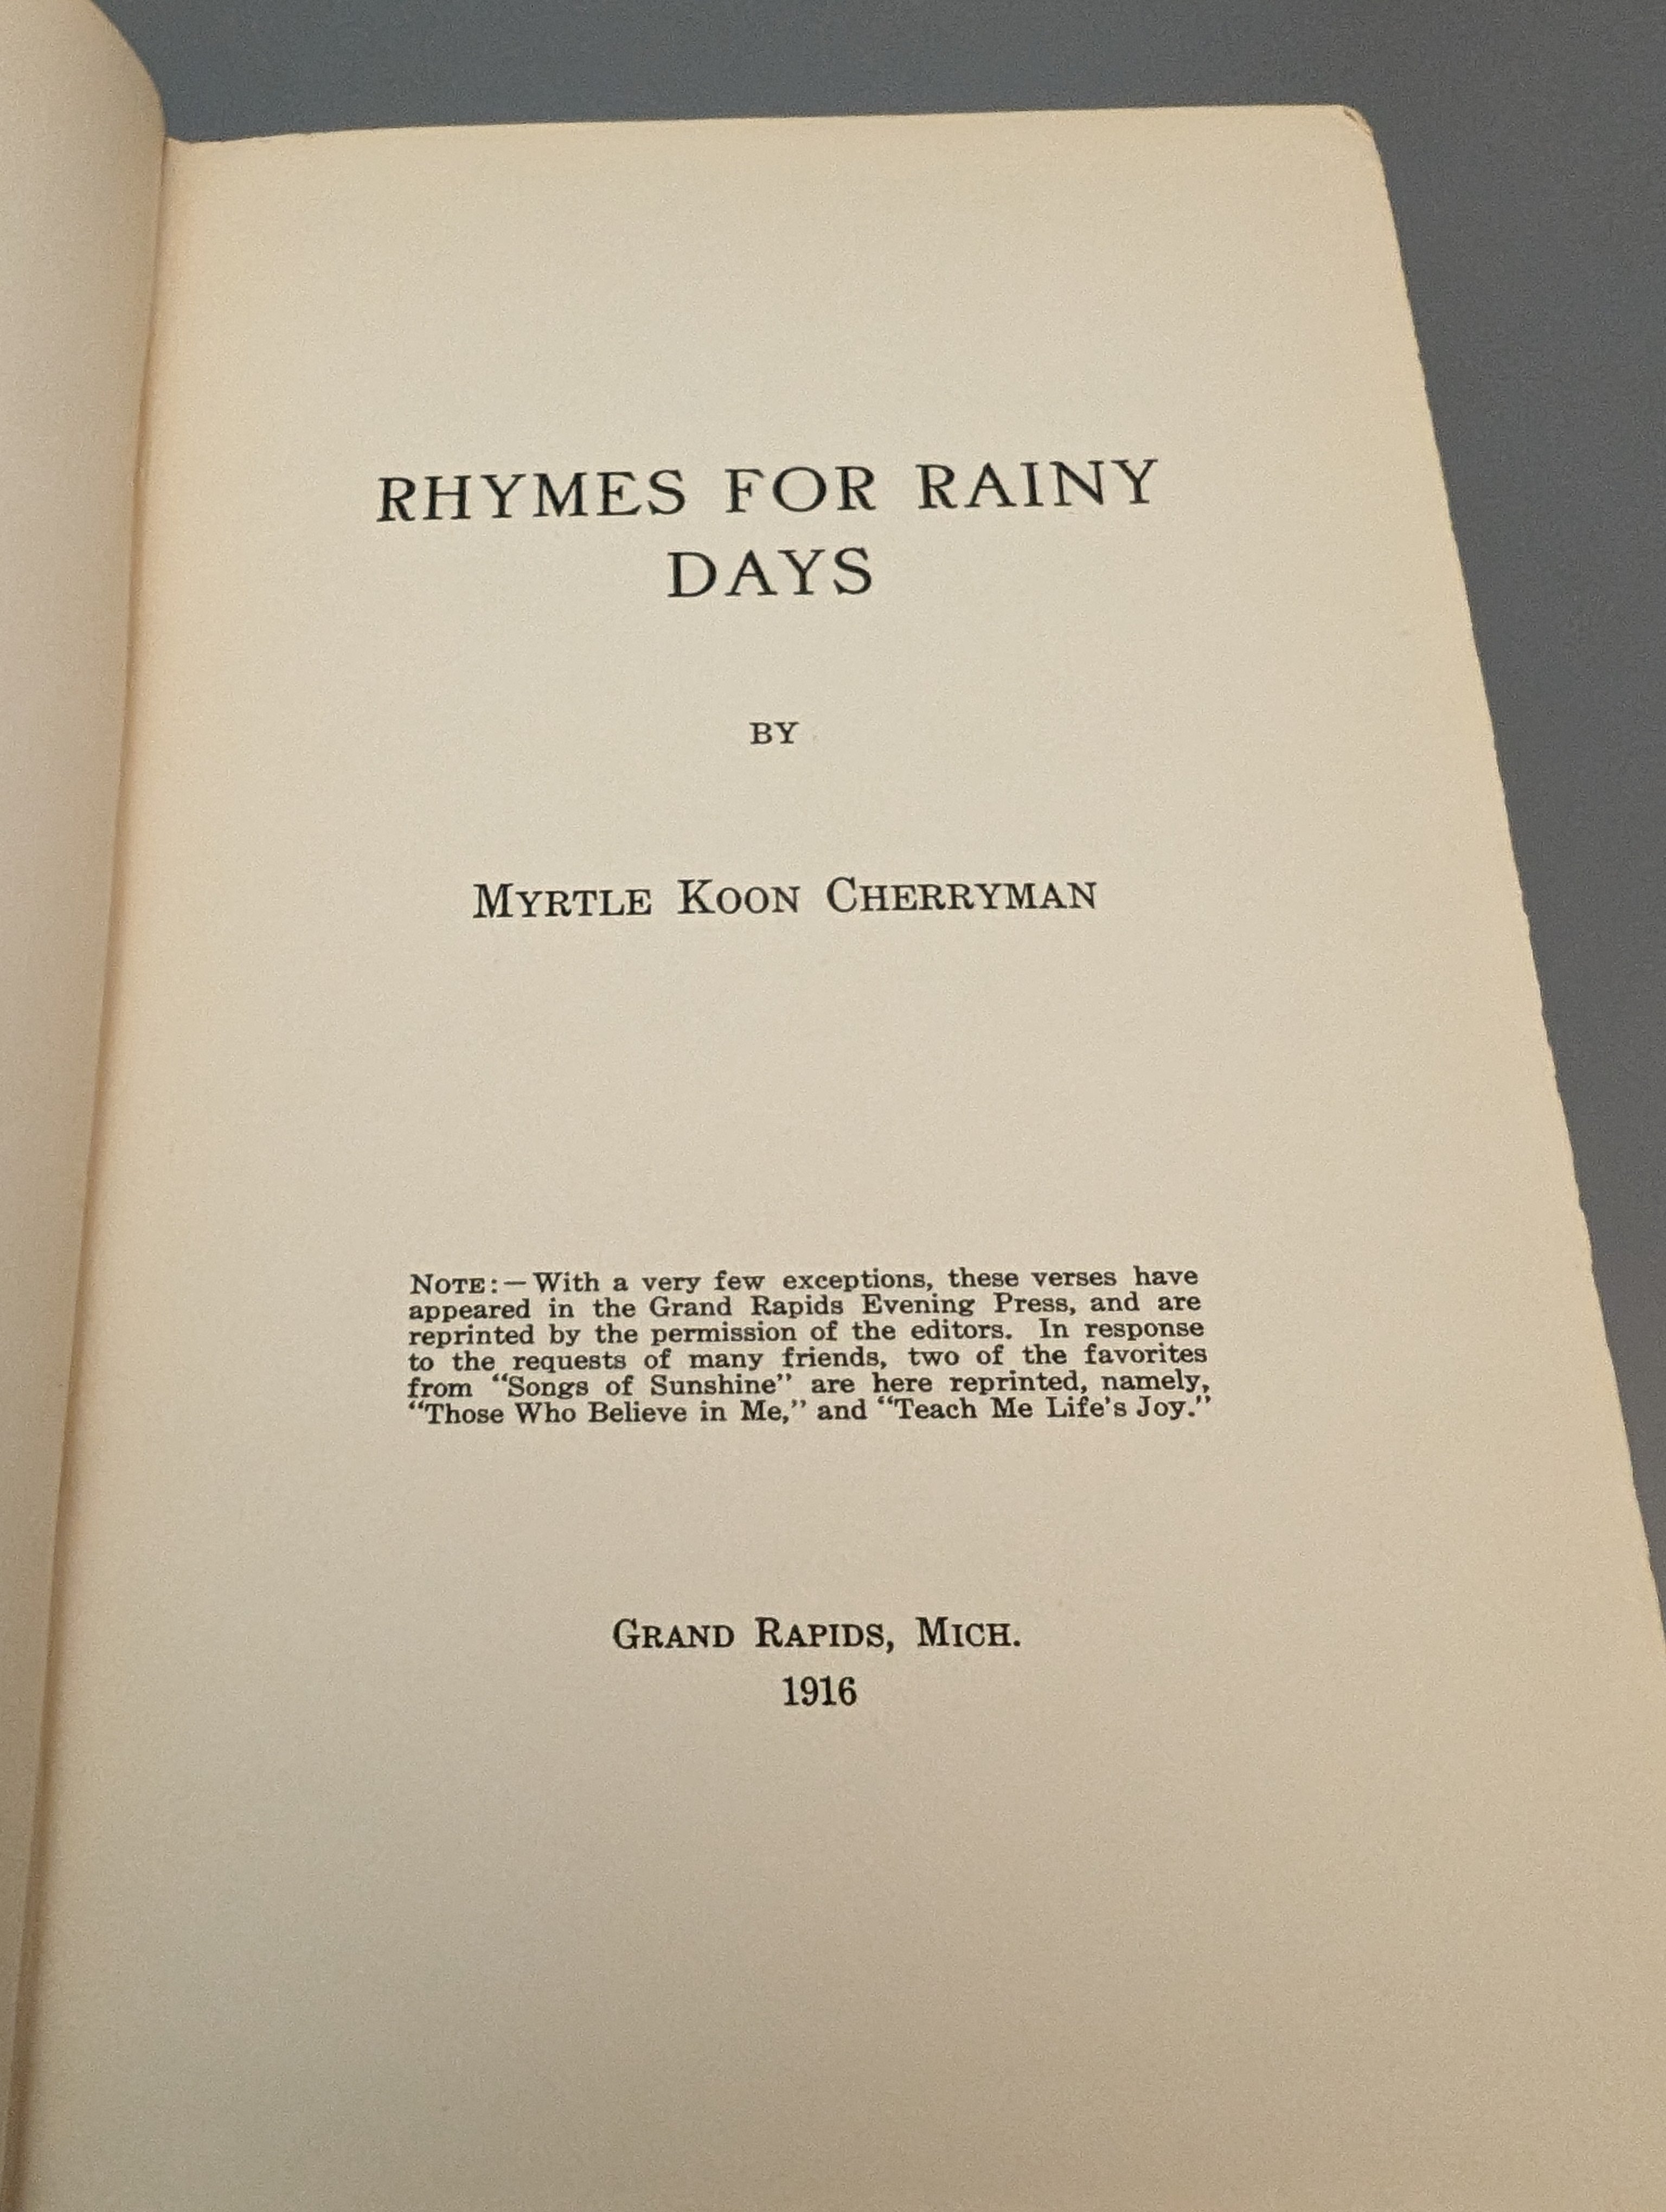 RHYMES FOR RAINY
DAYS
BY
MYRTLE KOON CHERRYMAN
NOTE:—With a very few exceptions, these verses have
appeared in the Grand Rapids Evening Press, and are
reprinted by the permission of the editors. In response
to the requests of many friends, two of the favorites
from “Songs of Sunshine” are here reprinted, namely,
“Those Who Believe in Me,” and “Teach Me Life's Joy.”
GRAND RAPIDS, MICH.
1916